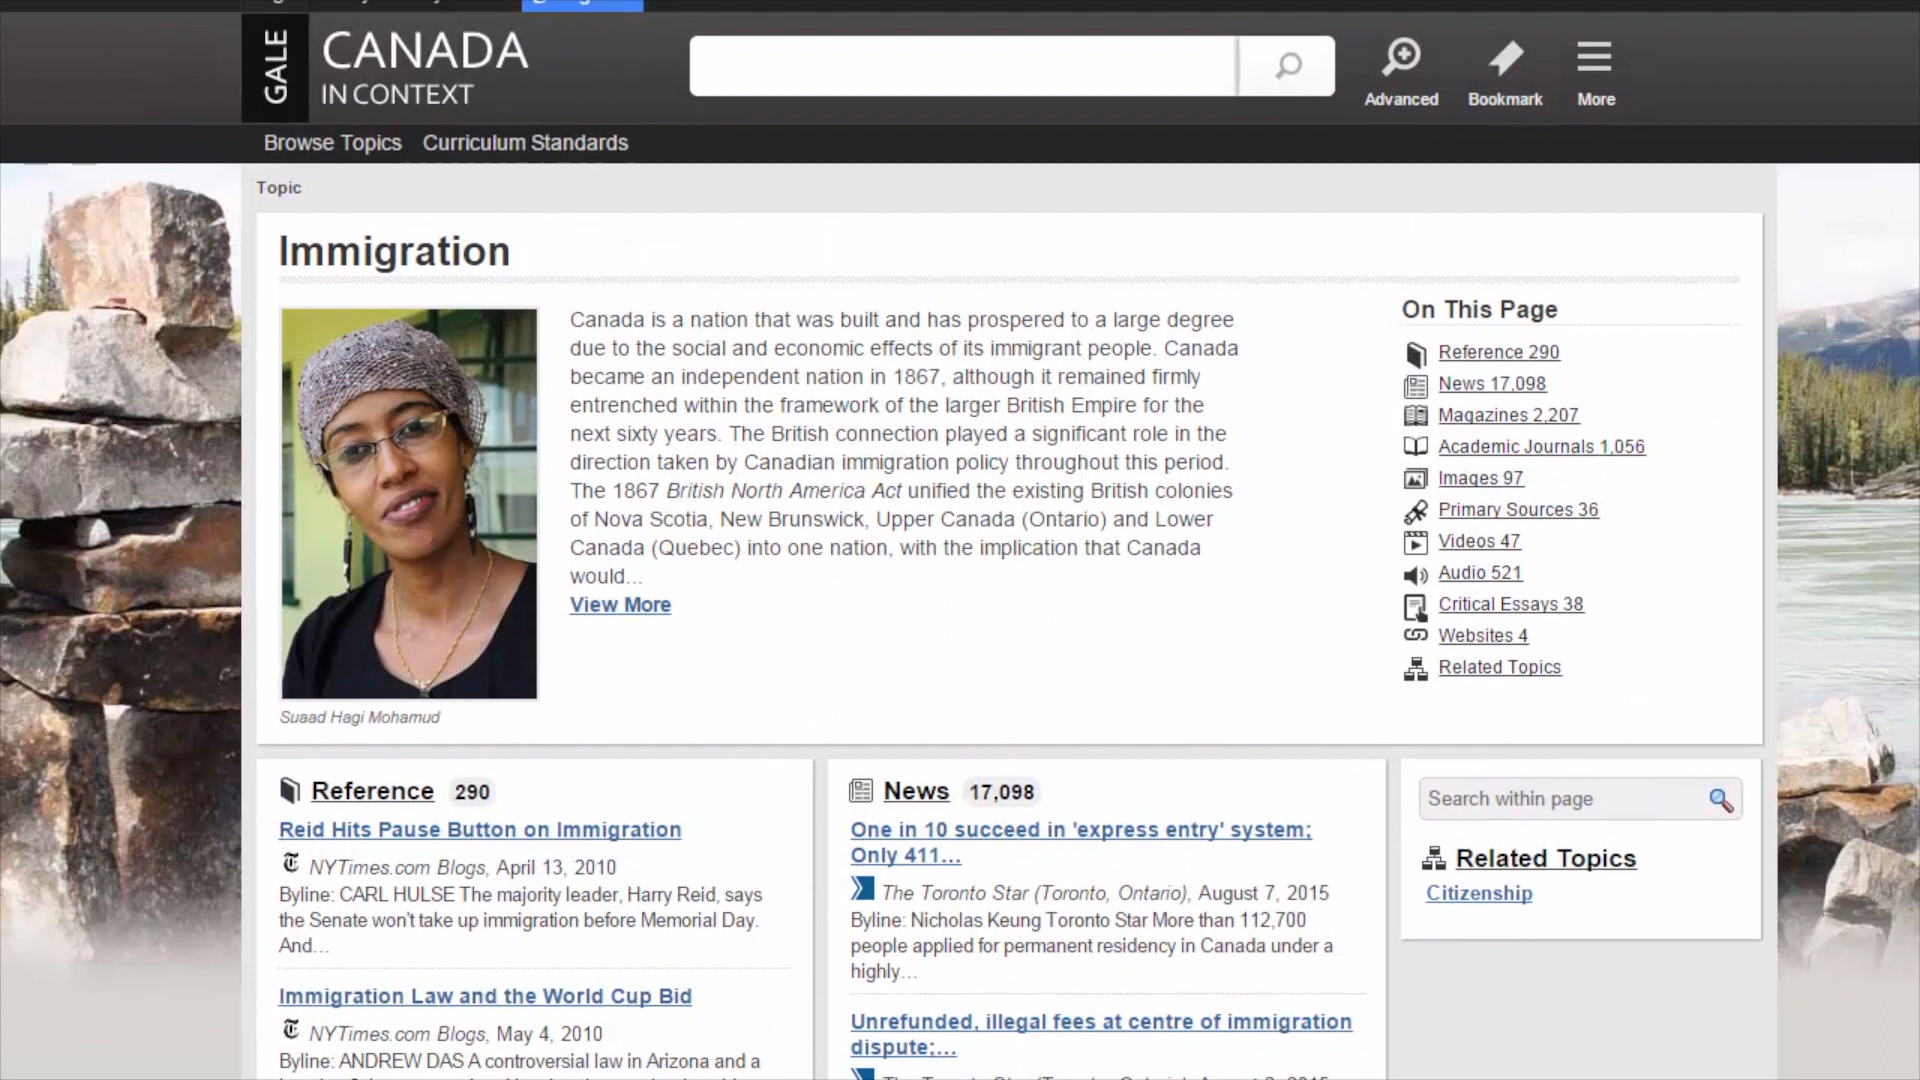 GALE
CANADA
IN CONTEXT
Advanced
Bookmark
More
Browse Topics
Curriculum Standards
Topic
Immigration
Canada is a nation that was built and has prospered to a large degree
due to the social and economic effects of its immigrant people. Canada
became an independent nation in 1867, although it remained firmly
entrenched within the framework of the larger British Empire for the
next sixty years. The British connection played a significant role in the
direction taken by Canadian immigration policy throughout this period.
The 1867 British North America Act unified the existing British colonies
of Nova Scotia, New Brunswick, Upper Canada (Ontario) and Lower
Canada (Quebec) into one nation, with the implication that Canada
would...
View More
Suaad Hagi Mohamud
On This Page
Reference 290
News 17,098
Magazines 2,207
Academic Journals 1,056
Images 97
Primary Sources 36
Videos 47
Audio 521
Critical Essays 38
Websites 4
Related Topics
Reference 290
Reid Hits Pause Button on Immigration
NYTimes.com Blogs, April 13, 2010
Byline: CARL HULSE The majority leader, Harry Reid, says
the Senate won't take up immigration before Memorial Day.
And...
Immigration Law and the World Cup Bid
NYTimes.com Blogs, May 4, 2010
Byline: ANDREW DAS A controversial law in Arizona and a
News 17,098
One in 10 succeed in 'express entry' system;
Only 411...
The Toronto Star (Toronto, Ontario), August 7, 2015
Byline: Nicholas Keung Toronto Star More than 112,700
people applied for permanent residency in Canada under a
highly...
Unrefunded, illegal fees at centre of immigration
dispute;...
Search within page
Related Topics
Citizenship